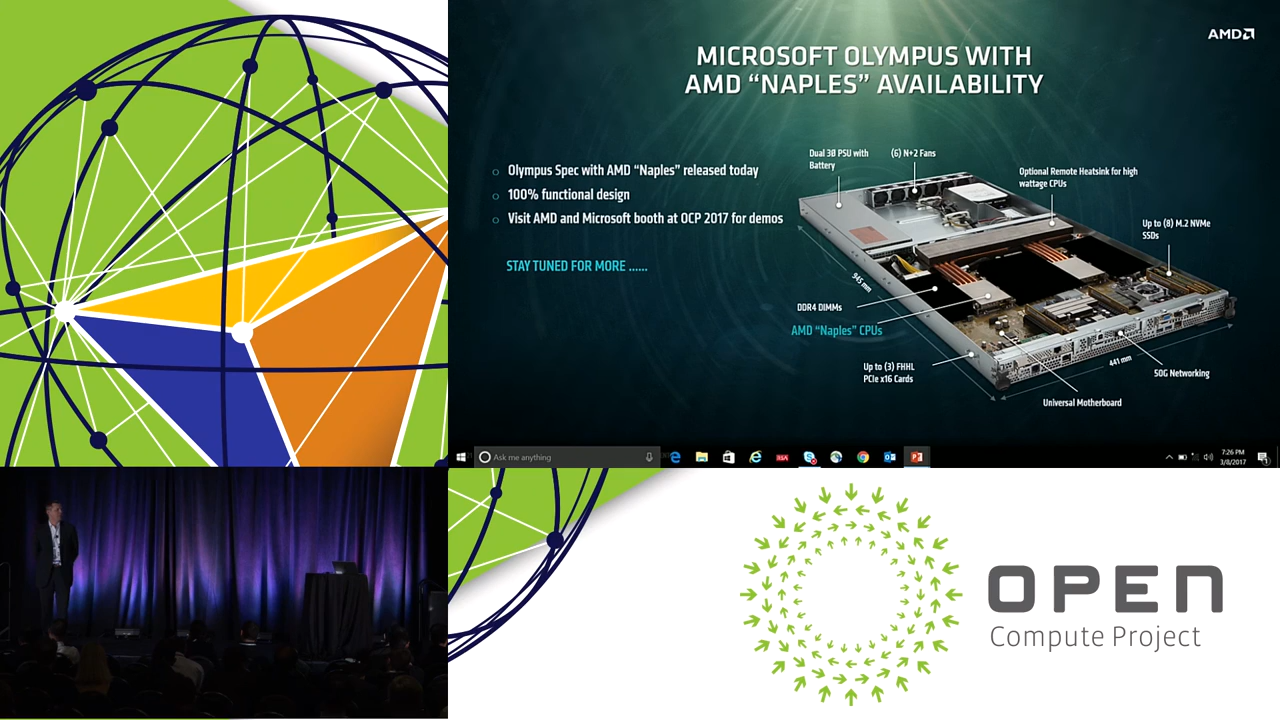 AMD
MICROSOFT OLYMPUS WITH
AMD “NAPLES” AVAILABILITY
Olympus Spec with AMD “Naples” released today
100% functional design
Visit AMD and Microsoft booth at OCP 2017 for demos
STAY TUNED FOR MORE ......
Dual 3Ø PSU with
Battery
(6) N+2 Fans
Optional Remote Heatsink for high
wattage CPUs
Up to (8) M.2 NVMe
SSDs
945 mm
DDR4 DIMMs
AMD “Naples” CPUs
Up to (3) FHHL
PCIe x16 Cards
441 mm
50G Networking
Universal Motherboard
Ask me anything
RSA
7:26 PM
3/8/2017
OPEN
Compute Project